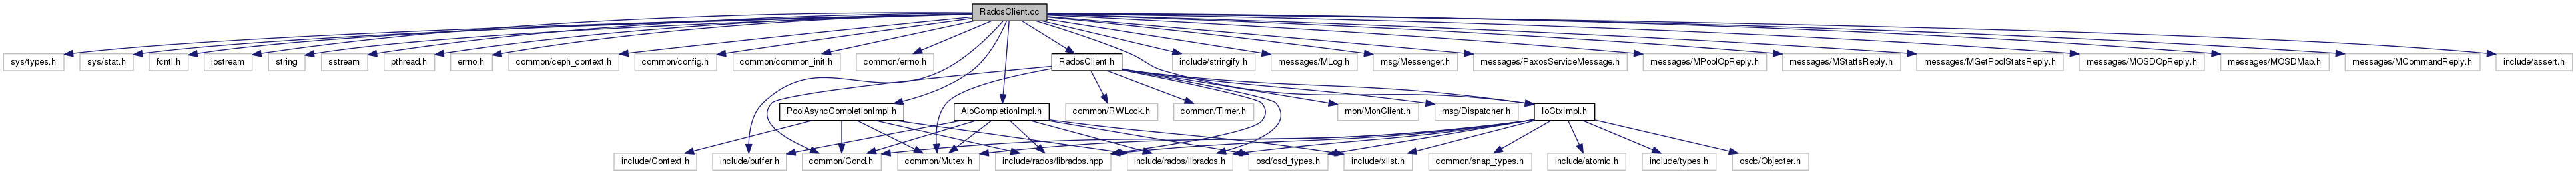 RadosClient.cc
sys/types.h
sys/stat.h
fcntl.h
iostream
string
sstream
pthread.h
errno.h
common/ceph_context.h
common/config.h
common/common_init.h
common/errno.h
RadosClient.h
include/stringify.h
messages/MLog.h
msg/Messenger.h
messages/PaxosServiceMessage.h
messages/MPoolOpReply.h
messages/MStatfsReply.h
messages/MGetPoolStatsReply.h
messages/MOSDOpReply.h
messages/MOSDMap.h
messages/MCommandReply.h
include/assert.h
PoolAsyncCompletionImpl.h
AioCompletionImpl.h
common/RWLock.h
common/Timer.h
mon/MonClient.h
msg/Dispatcher.h
IoCtxImpl.h
include/Context.h
include/buffer.h
common/Cond.h
common/Mutex.h
include/rados/librados.hpp
include/rados/librados.h
osd/osd_types.h
include/xlist.h
common/snap_types.h
include/atomic.h
include/types.h
osdc/Objecter.h